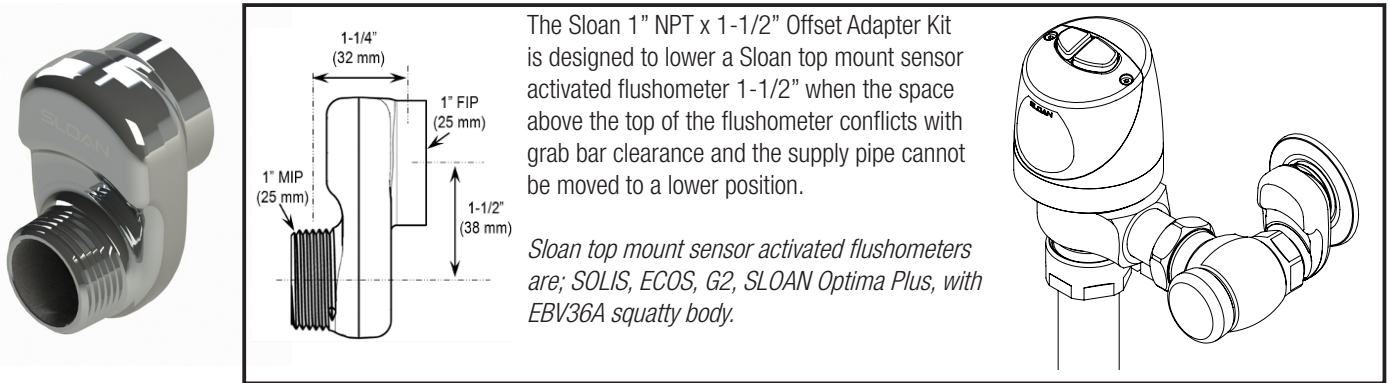 SLOAN
1-1/4”
(32 mm)
1” FIP
(25 mm)
1” MIP
(25 mm)
1-1/2”
(38 mm)
The Sloan 1” NPT x 1-1/2” Offset Adapter Kit
is designed to lower a Sloan top mount sensor
activated flushometer 1-1/2” when the space
above the top of the flushometer conflicts with
grab bar clearance and the supply pipe cannot
be moved to a lower position.
Sloan top mount sensor activated flushometers
are; SOLIS, ECOS, G2, SLOAN Optima Plus, with
EBV36A squatty body.
SLOAN